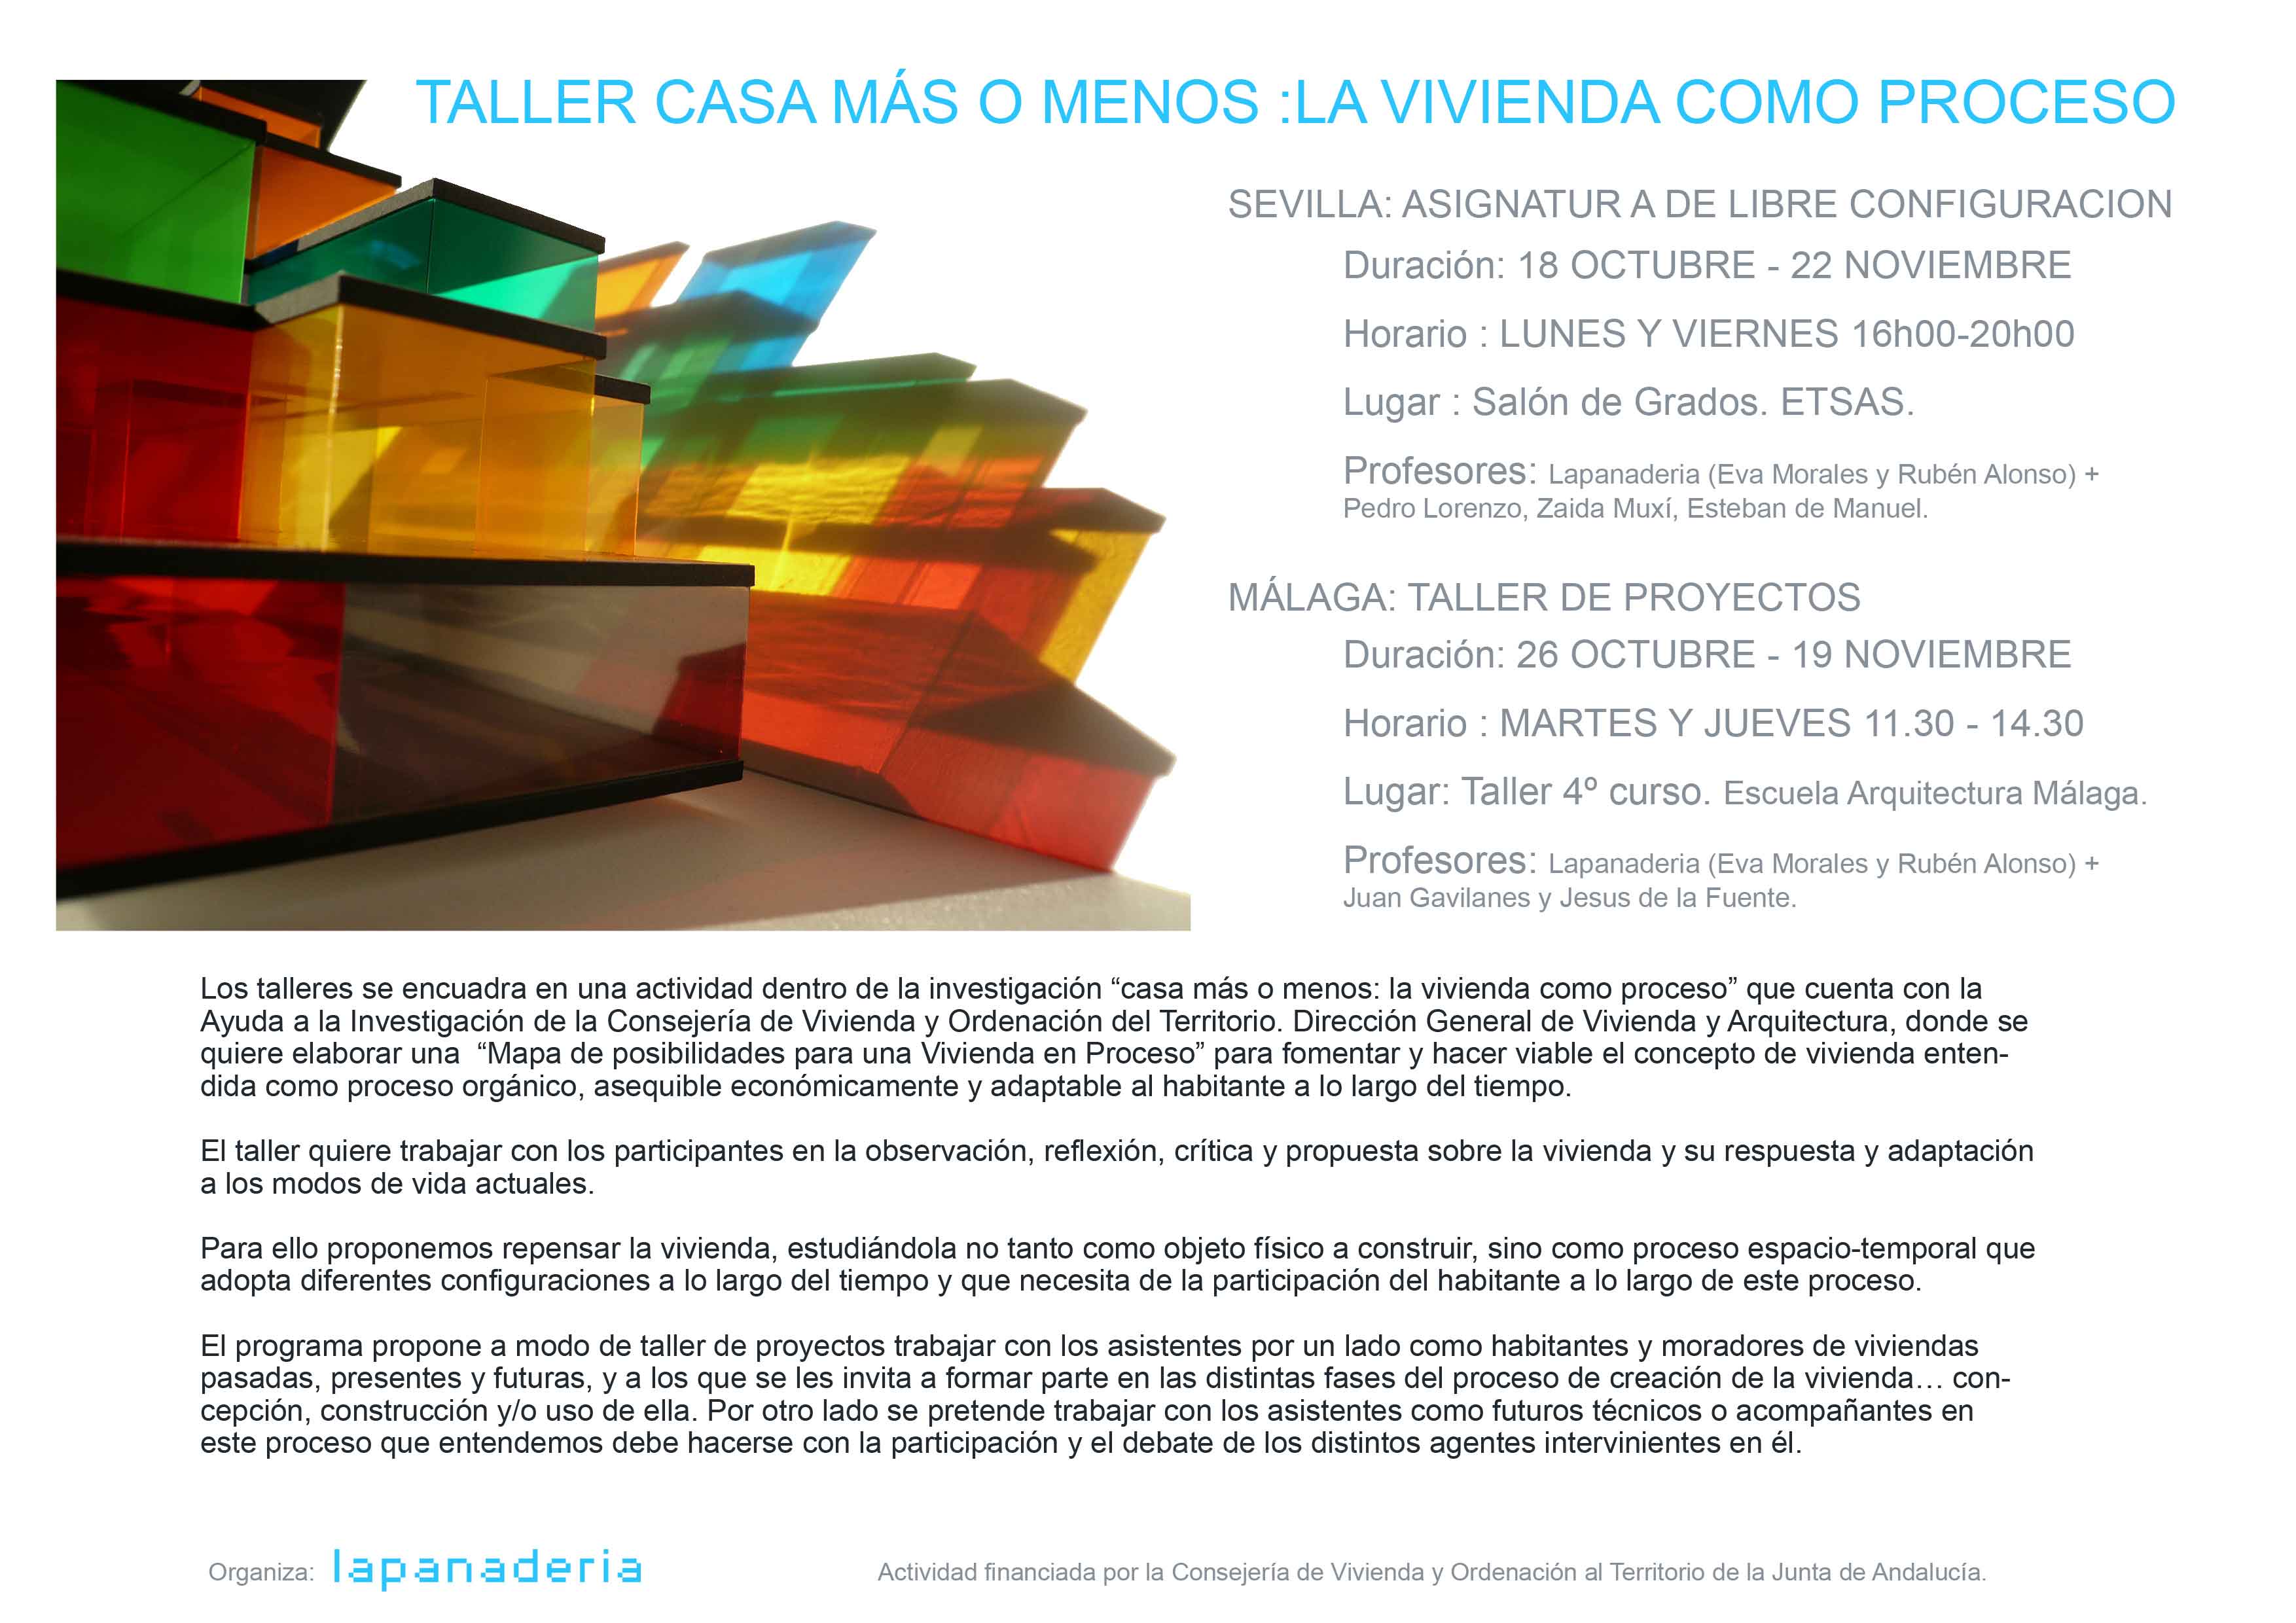 TALLER CASA MÁS O MENOS :LA VIVIENDA COMO PROCESO
SEVILLA: ASIGNATUR A DE LIBRE CONFIGURACION
Duración: 18 OCTUBRE - 22 NOVIEMBRE
Horario : LUNES Y VIERNES 16h00-20h00
Lugar : Salón de Grados. ETSAS.
Profesores: Lapanaderia (Eva Morales y Rubén Alonso) +
Pedro Lorenzo, Zaida Muxí, Esteban de Manuel.
MÁLAGA: TALLER DE PROYECTOS
Duración: 26 OCTUBRE - 19 NOVIEMBRE
Horario : MARTES Y JUEVES 11.30 - 14.30
Lugar: Taller 4º curso. Escuela Arquitectura Málaga.
Profesores: Lapanaderia (Eva Morales y Rubén Alonso) +
Juan Gavilanes y Jesus de la Fuente.
Los talleres se encuadra en una actividad dentro de la investigación “casa más o menos: la vivienda como proceso” que cuenta con la
Ayuda a la Investigación de la Consejería de Vivienda y Ordenación del Territorio. Dirección General de Vivienda y Arquitectura, donde se
quiere elaborar una “Mapa de posibilidades para una Vivienda en Proceso” para fomentar y hacer viable el concepto de vivienda enten-
dida como proceso orgánico, asequible económicamente y adaptable al habitante a lo largo del tiempo.
El taller quiere trabajar con los participantes en la observación, reflexión, crítica y propuesta sobre la vivienda y su respuesta y adaptación
a los modos de vida actuales.
Para ello proponemos repensar la vivienda, estudiándola no tanto como objeto físico a construir, sino como proceso espacio-temporal que
adopta diferentes configuraciones a lo largo del tiempo y que necesita de la participación del habitante a lo largo de este proceso.
El programa propone a modo de taller de proyectos trabajar con los asistentes por un lado como habitantes y moradores de viviendas
pasadas, presentes y futuras, y a los que se les invita a formar parte en las distintas fases del proceso de creación de la vivienda… con-
cepción, construcción y/o uso de ella. Por otro lado se pretende trabajar con los asistentes como futuros técnicos o acompañantes en
este proceso que entendemos debe hacerse con la participación y el debate de los distintos agentes intervinientes en él.
Organiza: lapanaderia
Actividad financiada por la Consejería de Vivienda y Ordenación al Territorio de la Junta de Andalucía.